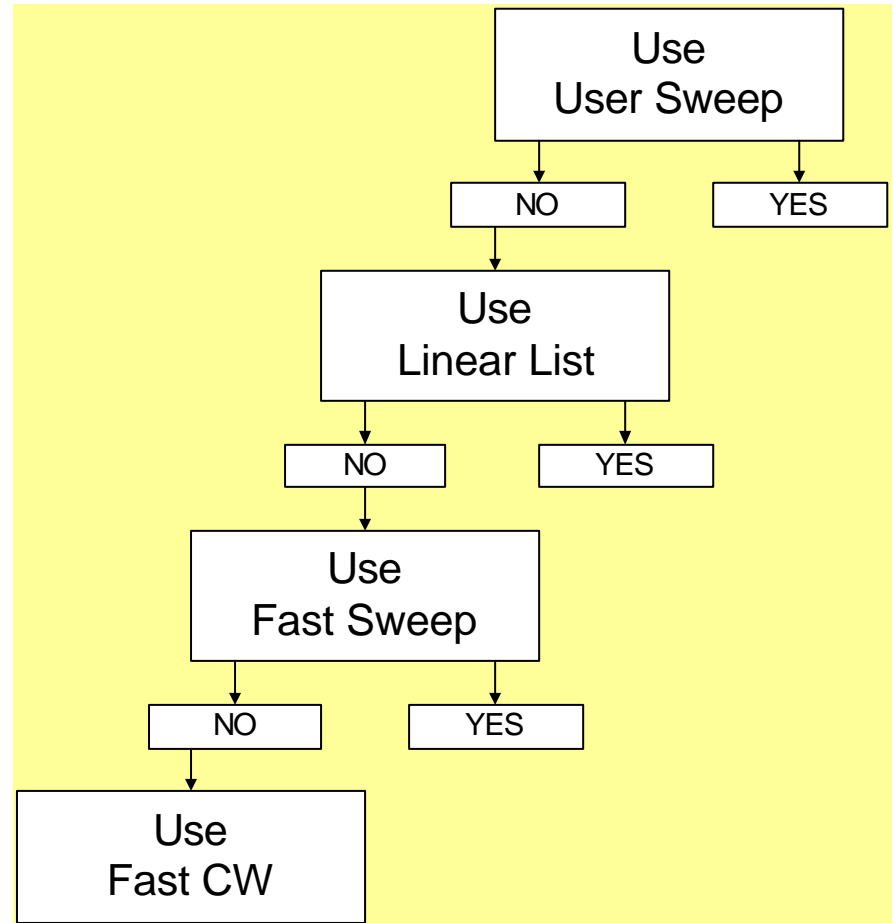 Use
User Sweep
NO
YES
Use
Linear List
NO
YES
Use
Fast Sweep
NO
YES
Use
Fast CW